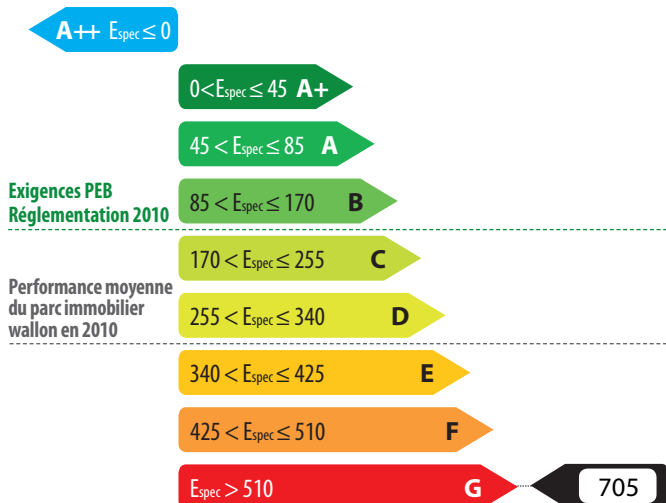 A++ Espec ≤ 0
0 < Espec ≤ 45 A+
45 < Espec ≤ 85 A
Exigences PEB
Réglementation 2010
85 < Espec ≤ 170 B
170 < Espec ≤ 255 C
Performance moyenne
du parc immobilier
wallon en 2010
255 < Espec ≤ 340 D
340 < Espec ≤ 425 E
425 < Espec ≤ 510 F
Espec > 510 G 705